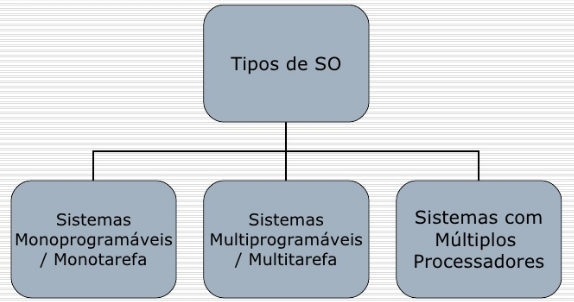 Tipos de SO
Sistemas
Monoprogramáveis
/ Monotarefa
Sistemas
Multiprogramáveis
/ Multitarefa
Sistemas com
Múltiplos
Processadores